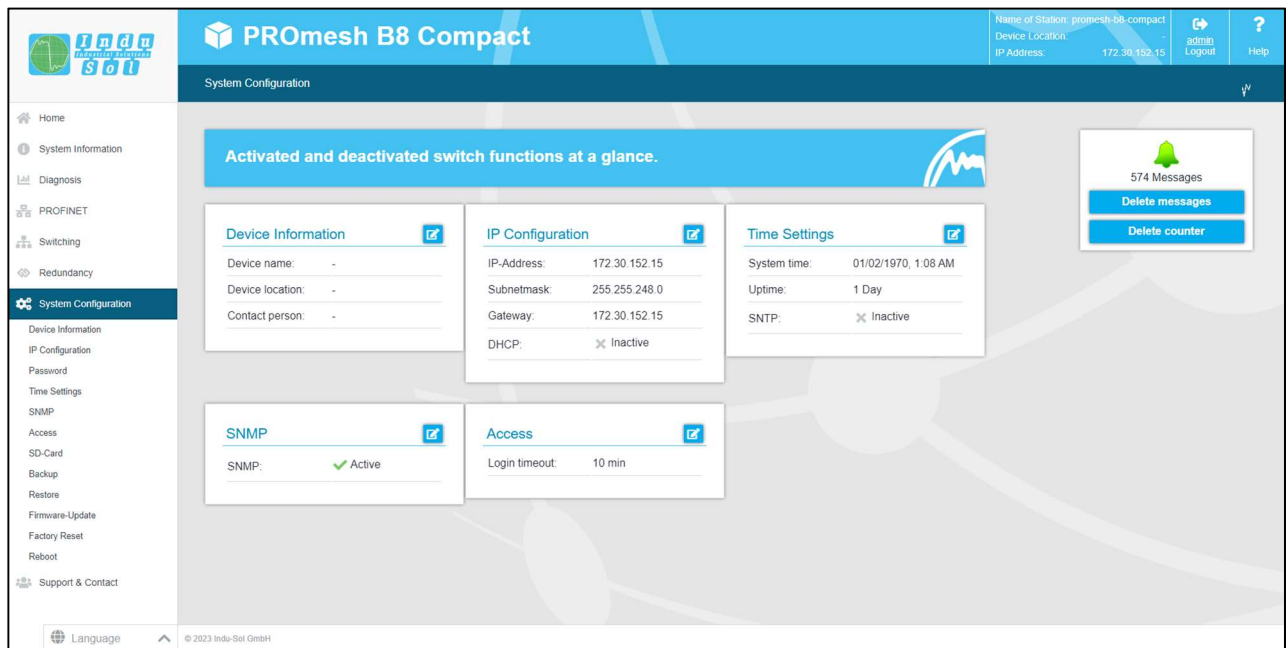 Indu
Industrial Solutions
Sol
PROmesh B8 Compact
Name of Station: promesh-b8-compact
Device Location: -
IP Address: 172.30.152.15
admin
Logout
?
Help
System Configuration
Home
System Information
Diagnosis
PROFINET
Switching
Redundancy
System Configuration
Device Information
IP Configuration
Password
Time Settings
SNMP
Access
SD-Card
Backup
Restore
Firmware-Update
Factory Reset
Reboot
Support & Contact
Language
Activated and deactivated switch functions at a glance.
574 Messages
Delete messages
Delete counter
Device Information
Device name: -
Device location: -
Contact person: -
IP Configuration
IP-Address: 172.30.152.15
Subnetmask: 255.255.248.0
Gateway: 172.30.152.15
DHCP: Inactive
Time Settings
System time: 01/02/1970, 1:08 AM
Uptime: 1 Day
SNTP: Inactive
SNMP
SNMP: Active
Access
Login timeout: 10 min
© 2023 Indu-Sol GmbH